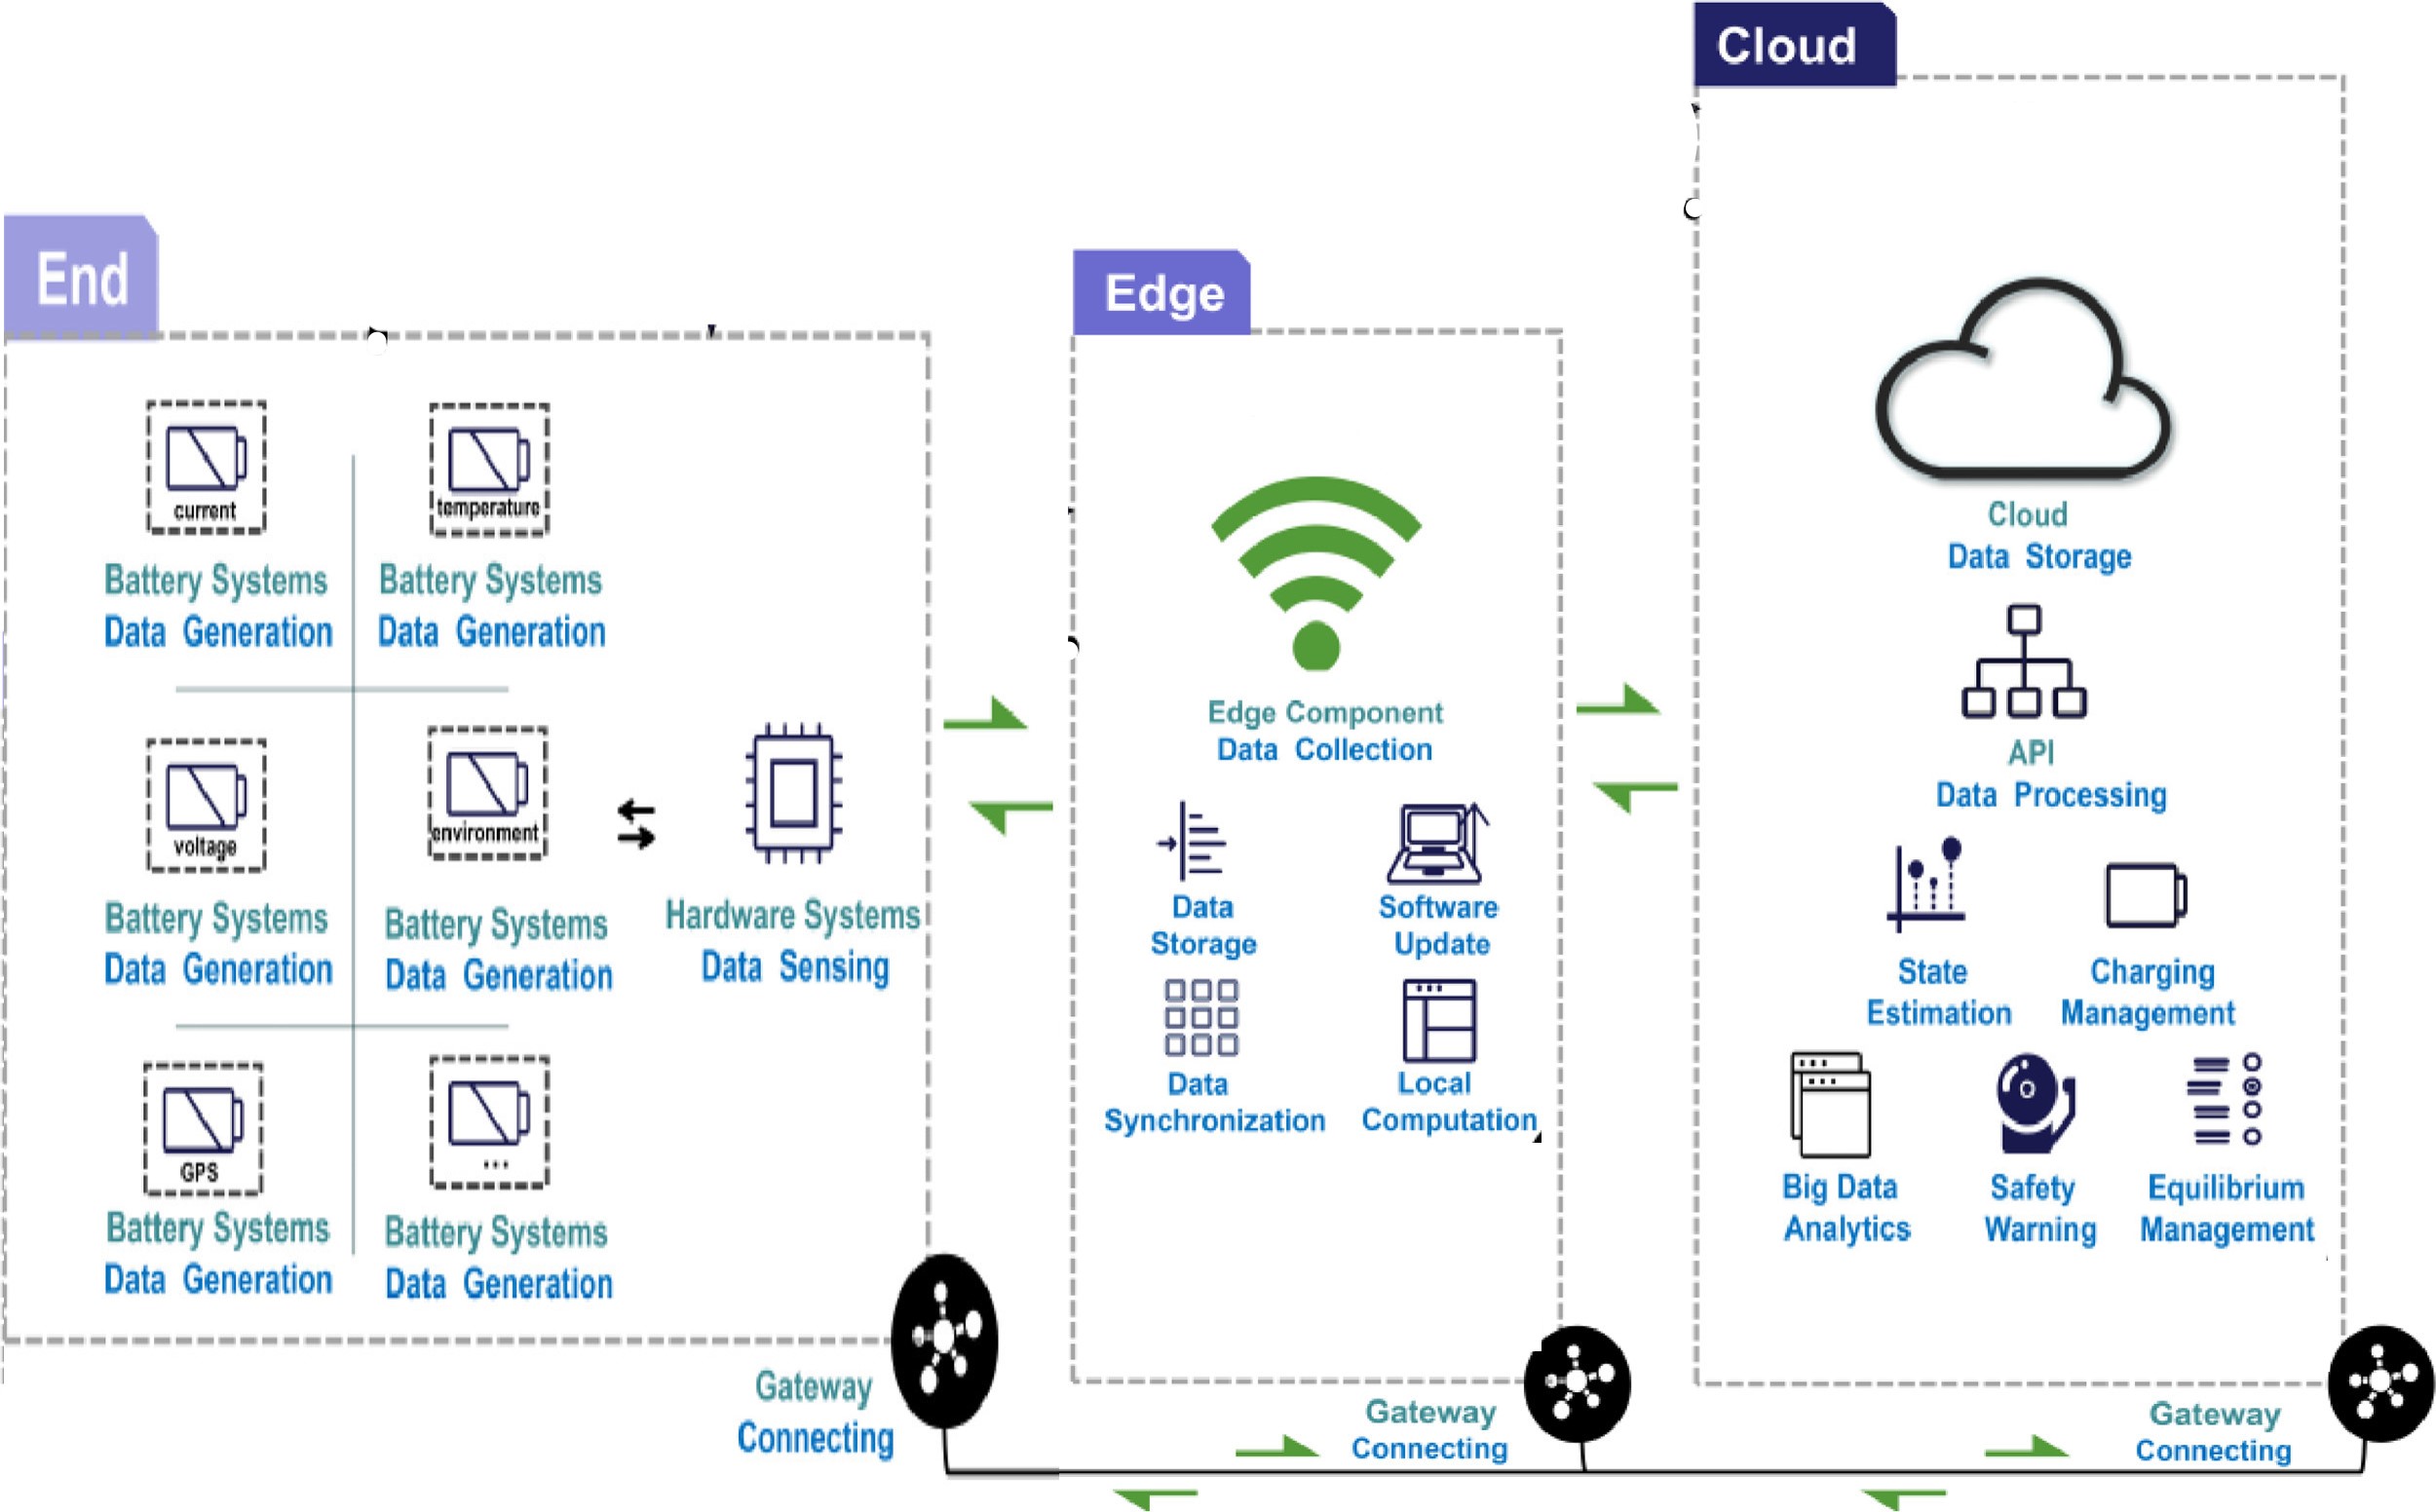 End
current
Battery Systems
Data Generation
temperature
Battery Systems
Data Generation
voltage
Battery Systems
Data Generation
environment
Battery Systems
Data Generation
GPS
Battery Systems
Data Generation
...
Battery Systems
Data Generation
Hardware Systems
Data Sensing
Gateway
Connecting
Edge
Edge Component
Data Collection
Data
Storage
Software
Update
Data
Synchronization
Local
Computation
Gateway
Connecting
Cloud
Cloud
Data Storage
API
Data Processing
State
Estimation
Charging
Management
Big Data
Analytics
Safety
Warning
Equilibrium
Management
Gateway
Connecting